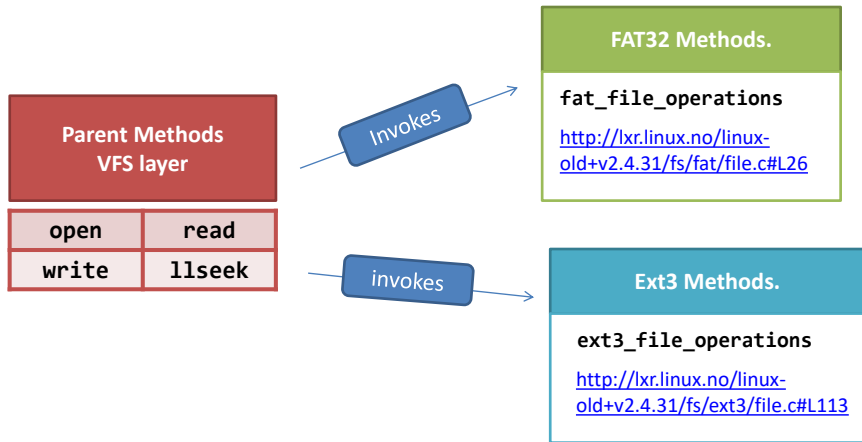 Parent Methods
VFS layer
open read
write llseek
Invokes
invokes
FAT32 Methods.
fat_file_operations
http://lxr.linux.no/linux-
old+v2.4.31/fs/fat/file.c#L26
Ext3 Methods.
ext3_file_operations
http://lxr.linux.no/linux-
old+v2.4.31/fs/ext3/file.c#L113